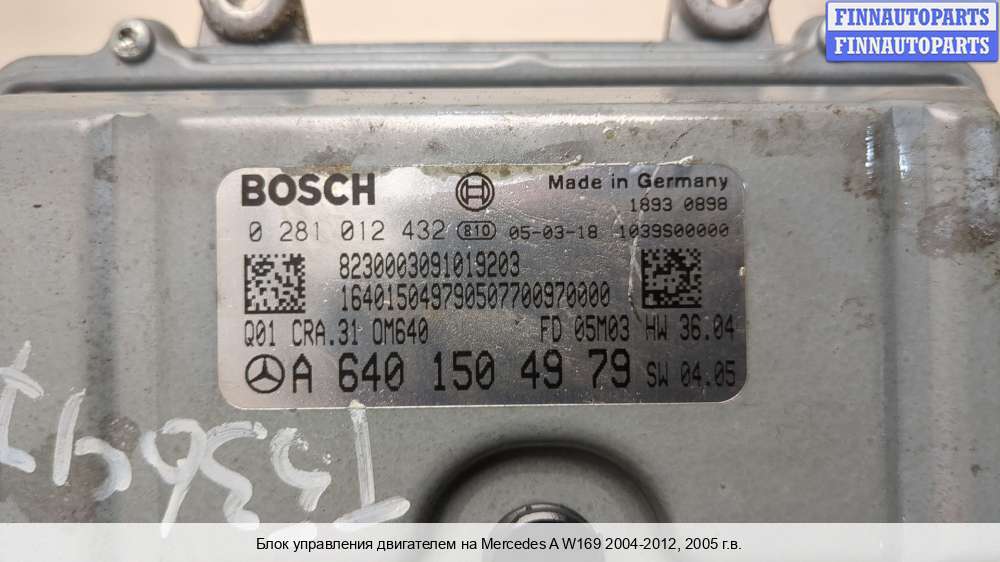 FINNAUTOPARTS
FINNAUTOPARTS
BOSCH
Made in Germany
1893 0898
0 281 012 432 810 05-03-18 1039S00000
8230003091019203
164015049790507700970000
Q01 CRA.31 OM640 FD 05M03 HW 36.04
A 640 150 49 79 SW 04.05
Блок управления двигателем на Mercedes A W169 2004-2012, 2005 г.в.